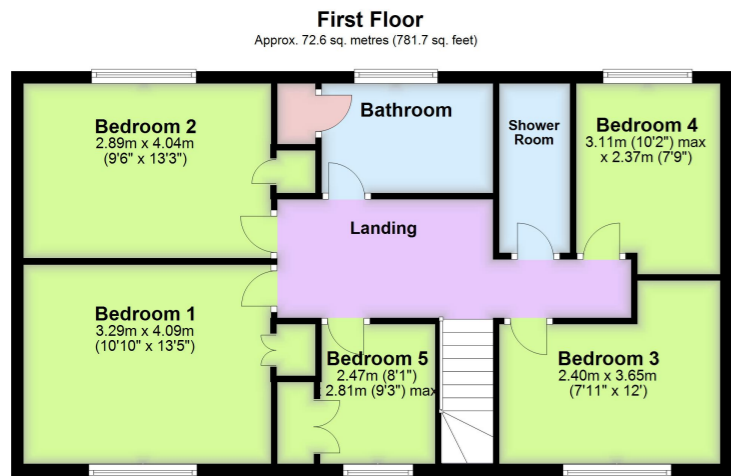 First Floor
Approx. 72.6 sq. metres (781.7 sq. feet)
Bedroom 2
2.89m x 4.04m
(9'6" x 13'3")
Bathroom
Shower
Room
Bedroom 4
3.11m (10'2") max
x 2.37m (7'9")
Landing
Bedroom 1
3.29m x 4.09m
(10'10" x 13'5")
Bedroom 5
2.47m (8'1")
2.81m (9'3") max
Bedroom 3
2.40m x 3.65m
(7'11" x 12')